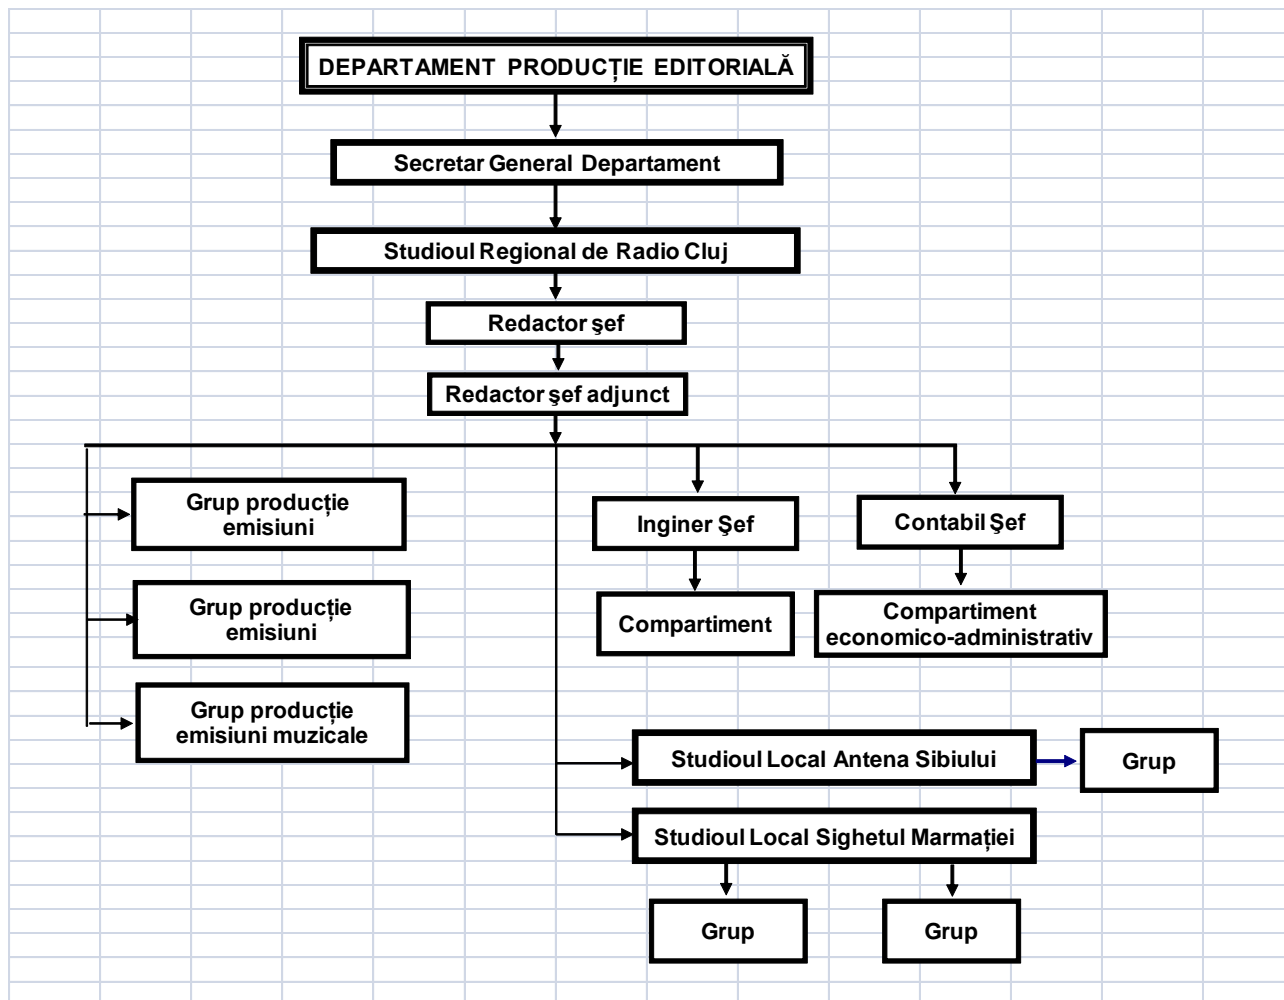 DEPARTAMENT PRODUCȚIE EDITORIALĂ
Secretar General Departament
Studioul Regional de Radio Cluj
Redactor şef
Redactor şef adjunct
Grup producție
emisiuni
Inginer Şef
Contabil Şef
Grup producție
emisiuni
Compartiment
Compartiment
economico-administrativ
Grup producție
emisiuni muzicale
Studioul Local Antena Sibiului
Grup
Studioul Local Sighetul Marmației
Grup
Grup